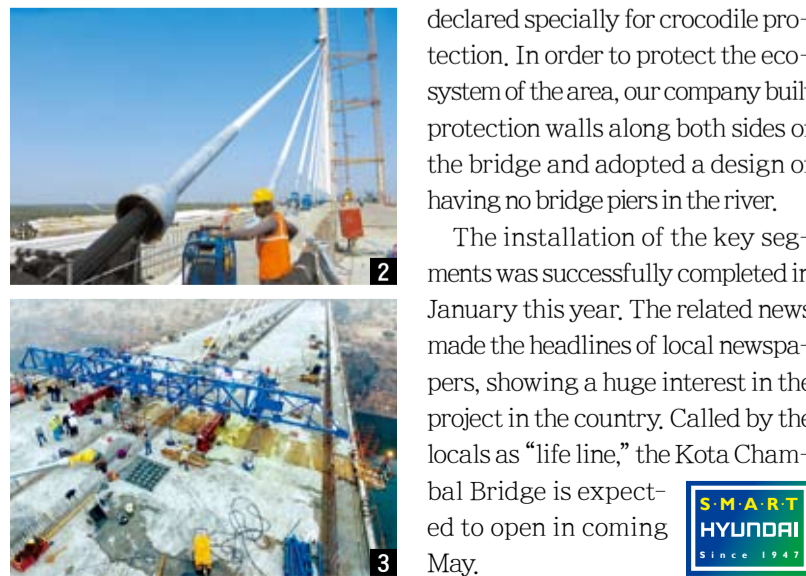 declared specially for crocodile pro-
tection. In order to protect the eco-
system of the area, our company built
protection walls along both sides of
the bridge and adopted a design of
having no bridge piers in the river.
The installation of the key seg-
ments was successfully completed in
January this year. The related news
made the headlines of local newspa-
pers, showing a huge interest in the
project in the country. Called by the
locals as “life line,” the Kota Cham-
bal Bridge is expect-
ed to open in coming
May.
2
3
S·M·A·R·T
HYUNDAI
Since 1947